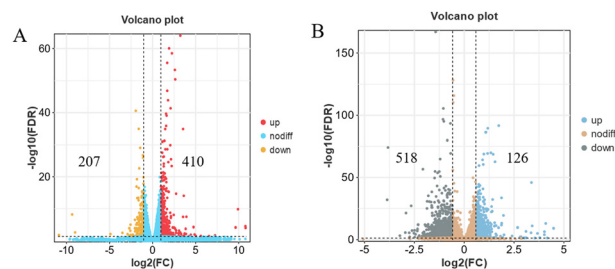 A
Volcano plot
-log10(FDR)
60
40
20
207
410
-10
-5
0
5
10
log2(FC)
up
nodiff
down
B
Volcano plot
-log10(FDR)
150
100
50
0
518
126
-5
-2.5
0
2.5
5
log2(FC)
up
nodiff
down